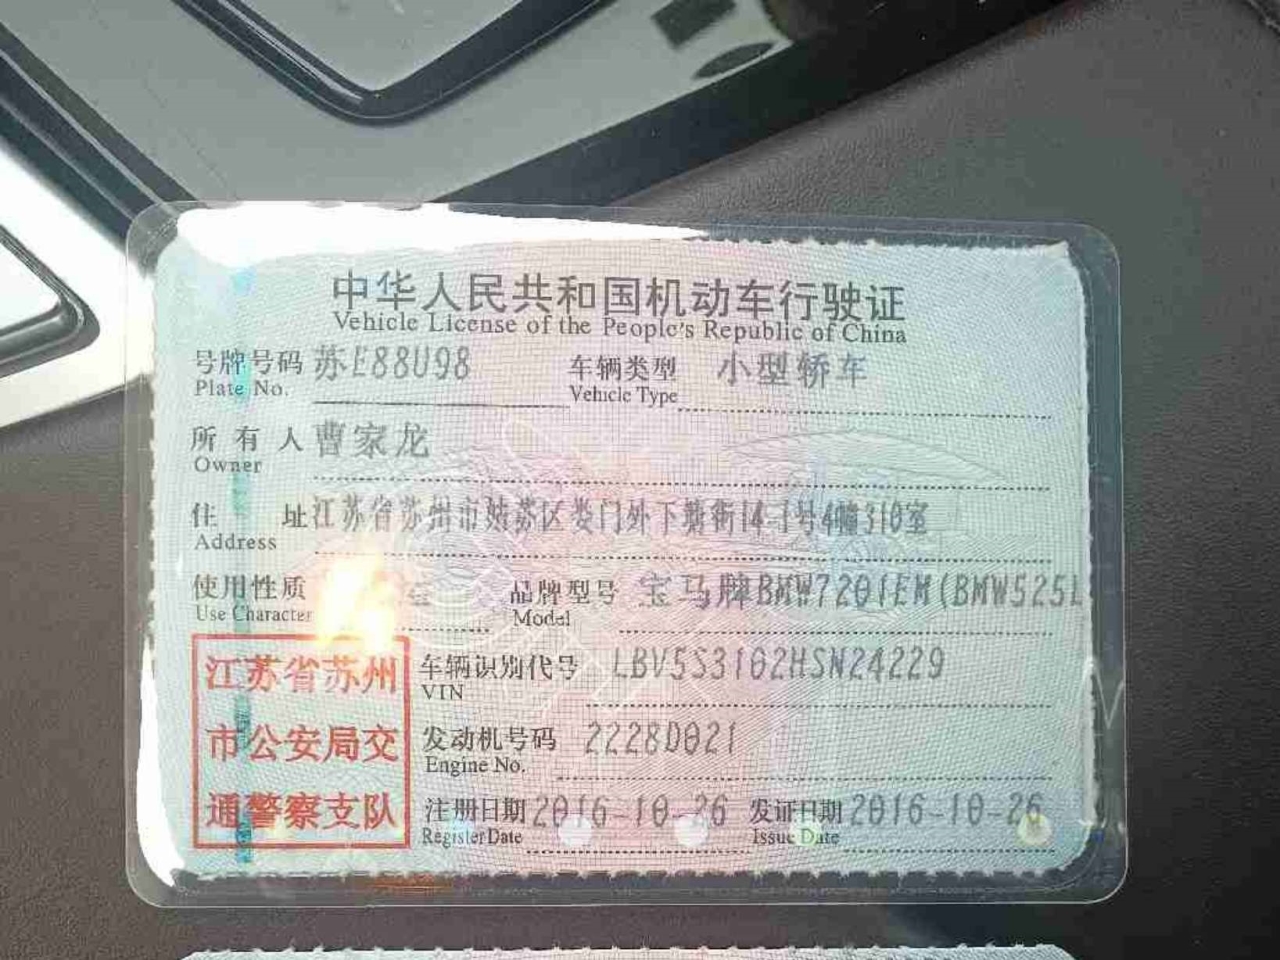 中华人民共和国机动车行驶证
Vehicle License of the People's Republic of China
号牌号码 苏E88U98 车辆类型 小型轿车
Plate No. Vehicle Type
所有人 曹家龙
Owner
住址 江苏省苏州市姑苏区娄门外下塘街14-1号4幢310室
Address
使用性质 品牌型号 宝马牌BMW7201EM(BMW525L
Use Character Model
江苏省苏州
市公安局交
通警察支队
车辆识别代号 LBV5S3102HSN24229
VIN
发动机号码 2228D021
Engine No.
注册日期 2016-10-26 发证日期 2016-10-26
Register Date Issue Date